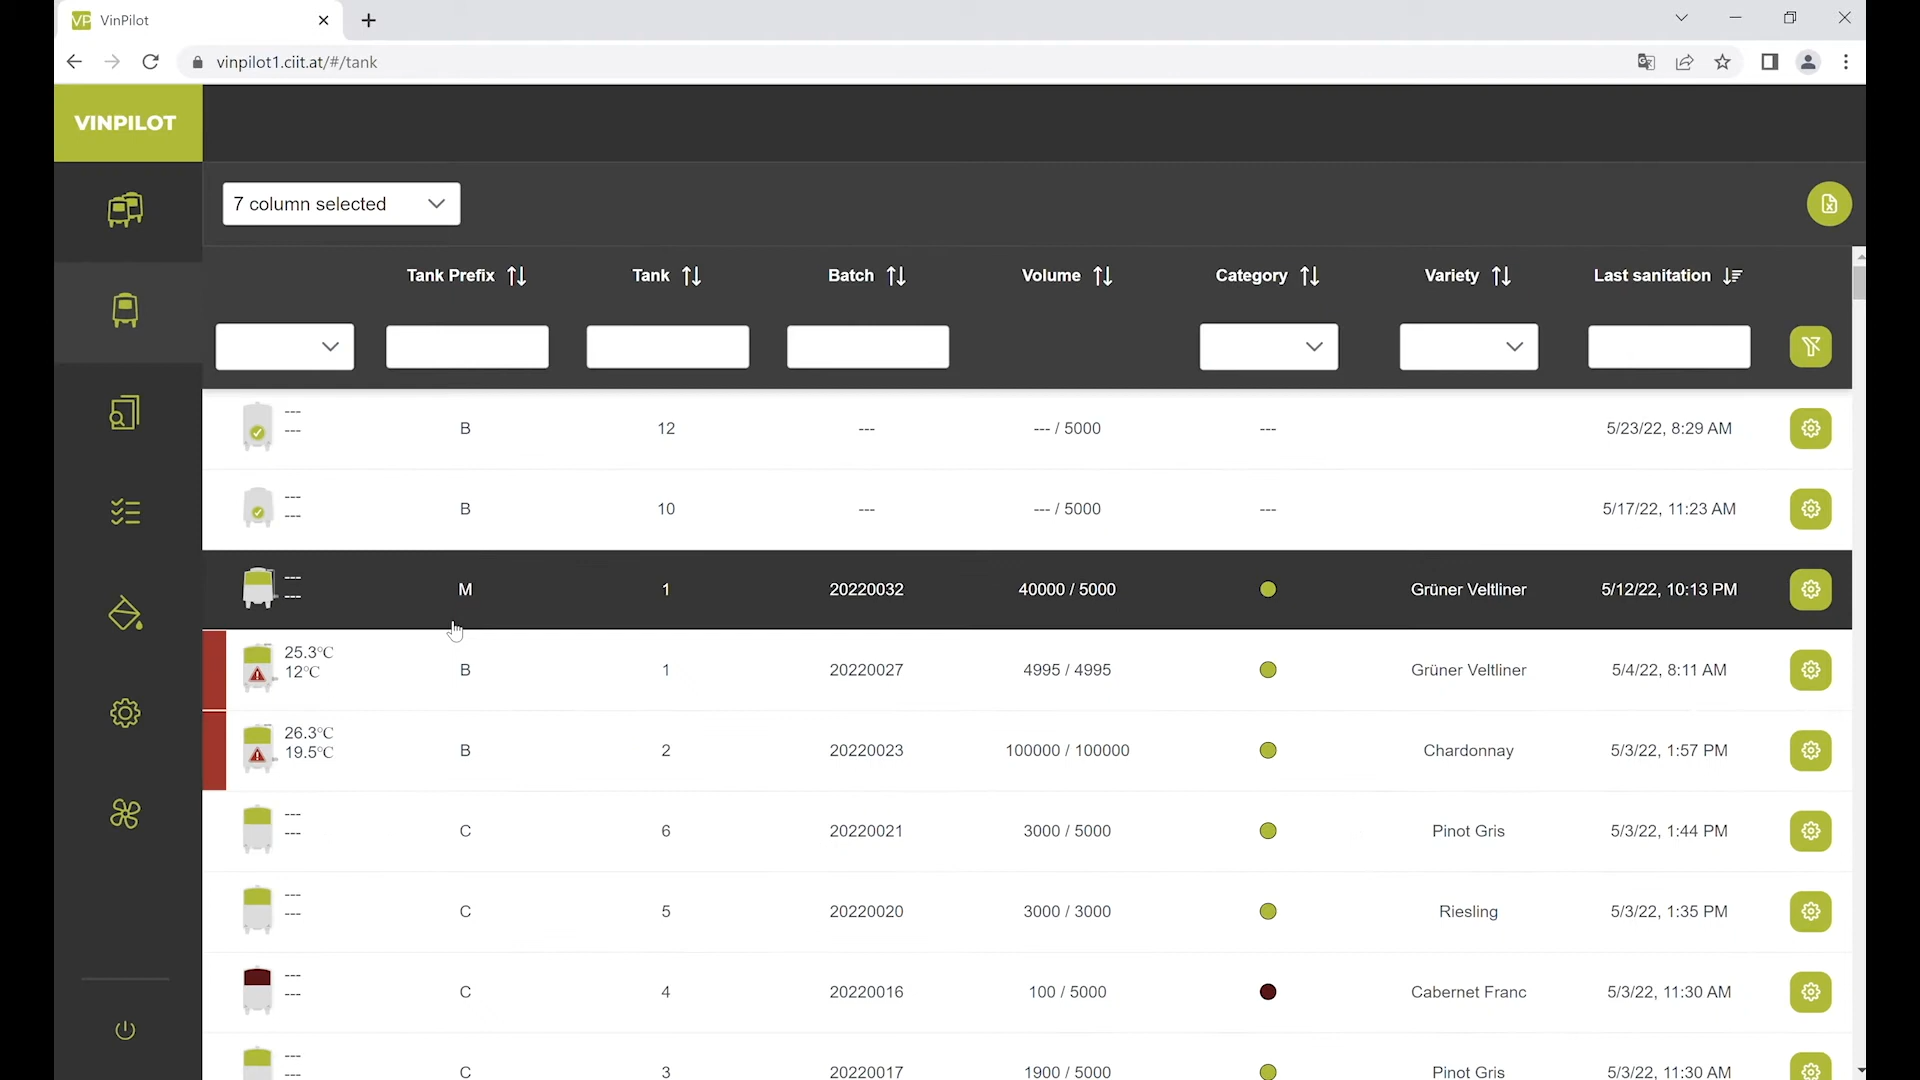 VP VinPilot
vinpilot1.ciit.at/#/tank
VINPILOT
7 column selected
Tank Prefix Tank Batch Volume Category Variety Last sanitation
---
--- B 12 --- --- / 5000 --- 5/23/22, 8:29 AM
---
--- B 10 --- --- / 5000 --- 5/17/22, 11:23 AM
---
--- M 1 20220032 40000 / 5000 Grüner Veltliner 5/12/22, 10:13 PM
25.3°C
12°C B 1 20220027 4995 / 4995 Grüner Veltliner 5/4/22, 8:11 AM
26.3°C
19.5°C B 2 20220023 100000 / 100000 Chardonnay 5/3/22, 1:57 PM
---
--- C 6 20220021 3000 / 5000 Pinot Gris 5/3/22, 1:44 PM
---
--- C 5 20220020 3000 / 3000 Riesling 5/3/22, 1:35 PM
---
--- C 4 20220016 100 / 5000 Cabernet Franc 5/3/22, 11:30 AM
---
--- C 3 20220017 1900 / 5000 Pinot Gris 5/3/22, 11:30 AM